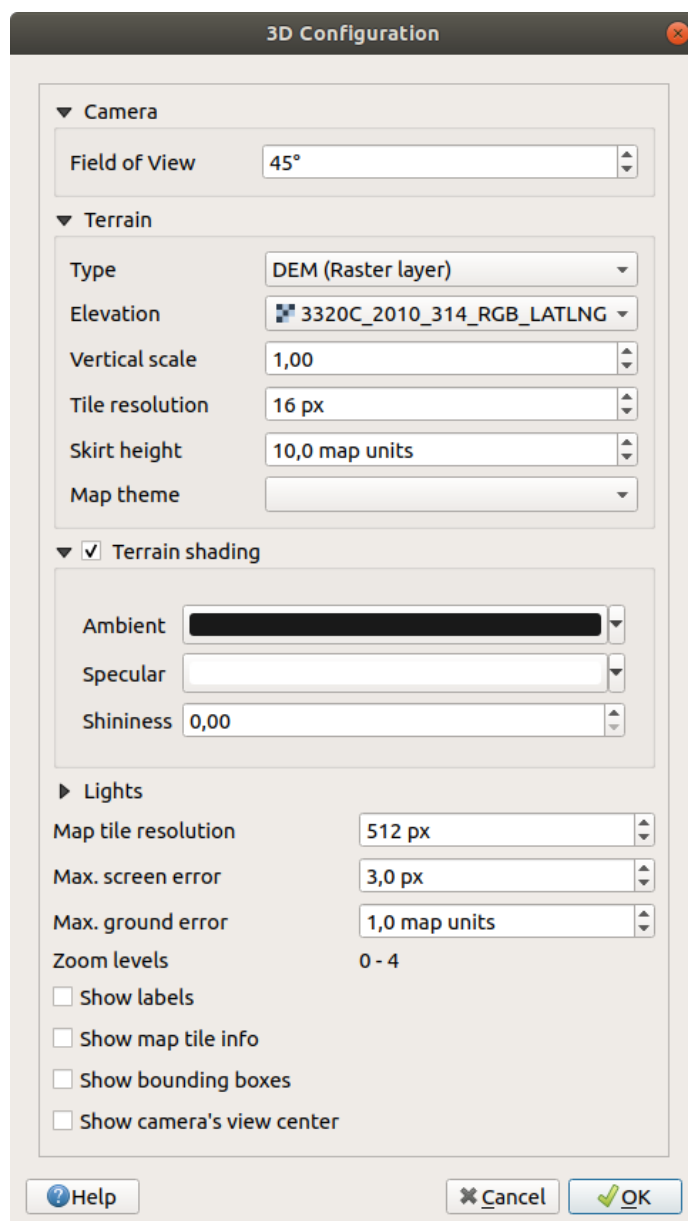 3D Configuration
Camera
Field of View 45°
Terrain
Type DEM (Raster layer)
Elevation 3320C_2010_314_RGB_LATLNG
Vertical scale 1,00
Tile resolution 16 px
Skirt height 10,0 map units
Map theme
Terrain shading
Ambient
Specular
Shininess 0,00
Lights
Map tile resolution 512 px
Max. screen error 3,0 px
Max. ground error 1,0 map units
Zoom levels 0 - 4
Show labels
Show map tile info
Show bounding boxes
Show camera's view center
Help Cancel OK